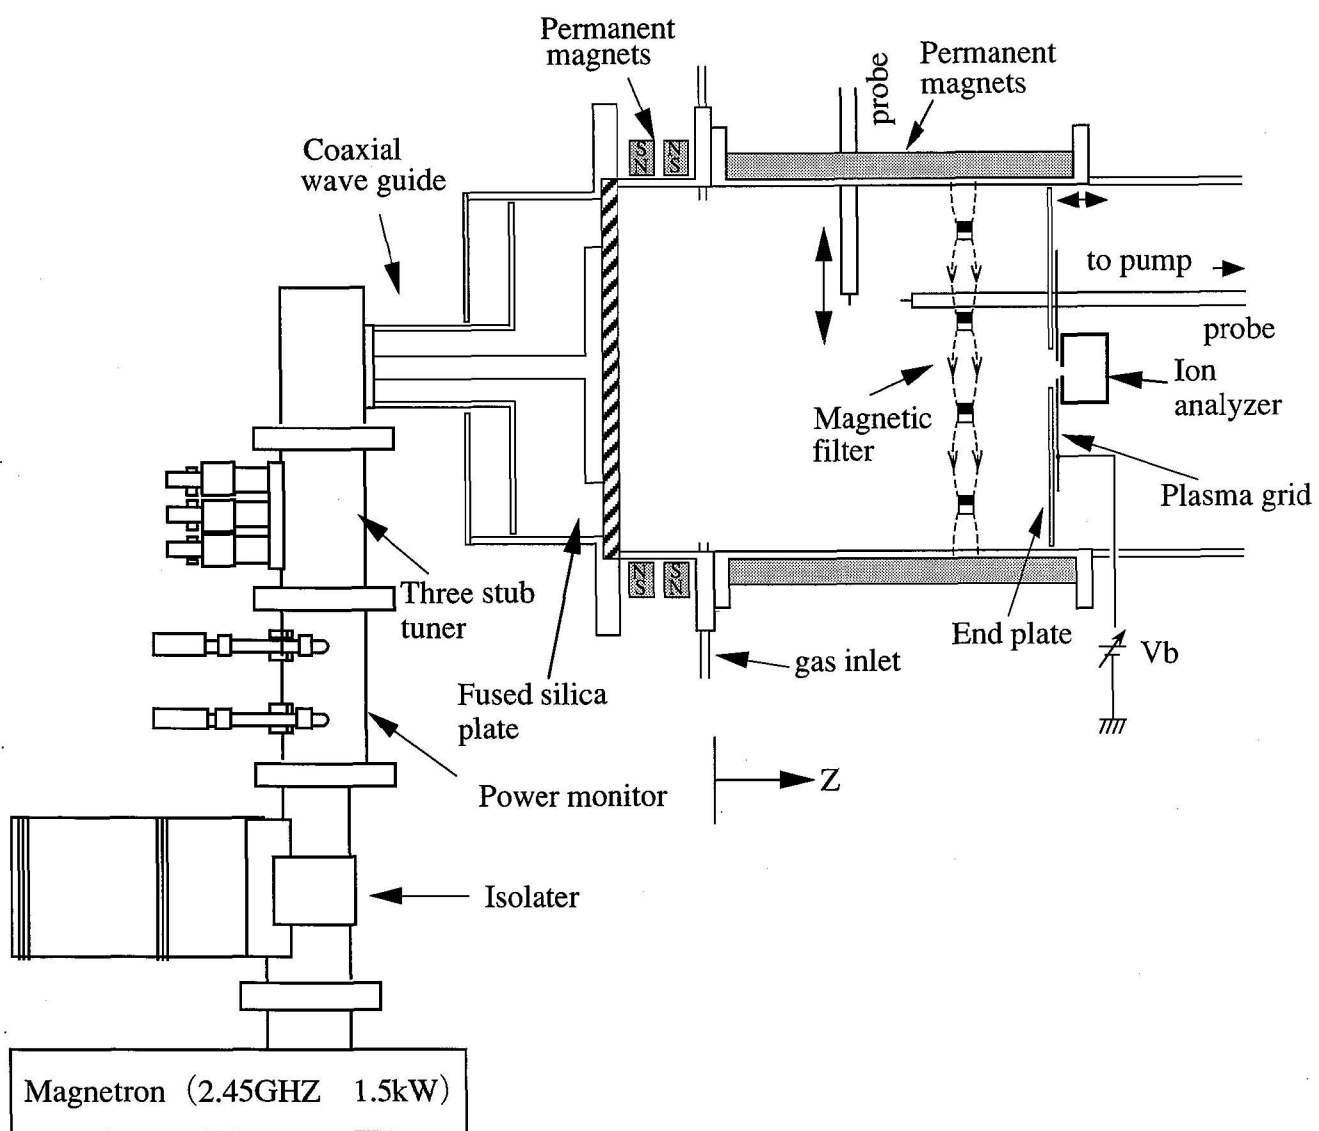 Permanent
magnets
probe
Permanent
magnets
Coaxial
wave guide
S
N
N
S
to pump
probe
Ion
analyzer
Magnetic
filter
Plasma grid
N
S
S
N
Three stub
tuner
End plate
Vb
gas inlet
Fused silica
plate
Z
Power monitor
Isolater
Magnetron (2.45GHZ 1.5kW)